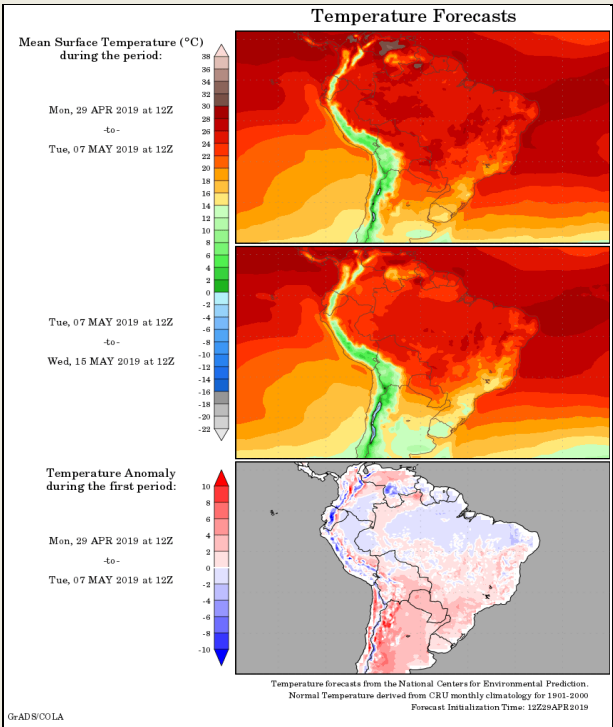 Temperature Forecasts
Mean Surface Temperature (°C)
during the period:
Mon, 29 APR 2019 at 12Z
-to-
Tue, 07 MAY 2019 at 12Z
38
36
34
32
30
28
26
24
22
20
18
16
14
12
10
8
6
4
2
0
-2
-4
-6
-8
-10
-12
-14
-16
-18
-20
-22
Tue, 07 MAY 2019 at 12Z
-to-
Wed, 15 MAY 2019 at 12Z
Temperature Anomaly
during the first period:
Mon, 29 APR 2019 at 12Z
-to-
Tue, 07 MAY 2019 at 12Z
10
8
6
4
2
0
-2
-4
-6
-8
-10
Temperature forecasts from the National Centers for Environmental Prediction.
Normal Temperature derived from CRU monthly climatology for 1901-2000
Forecast Initialization Time: 12Z29APR2019
GrADS/COLA